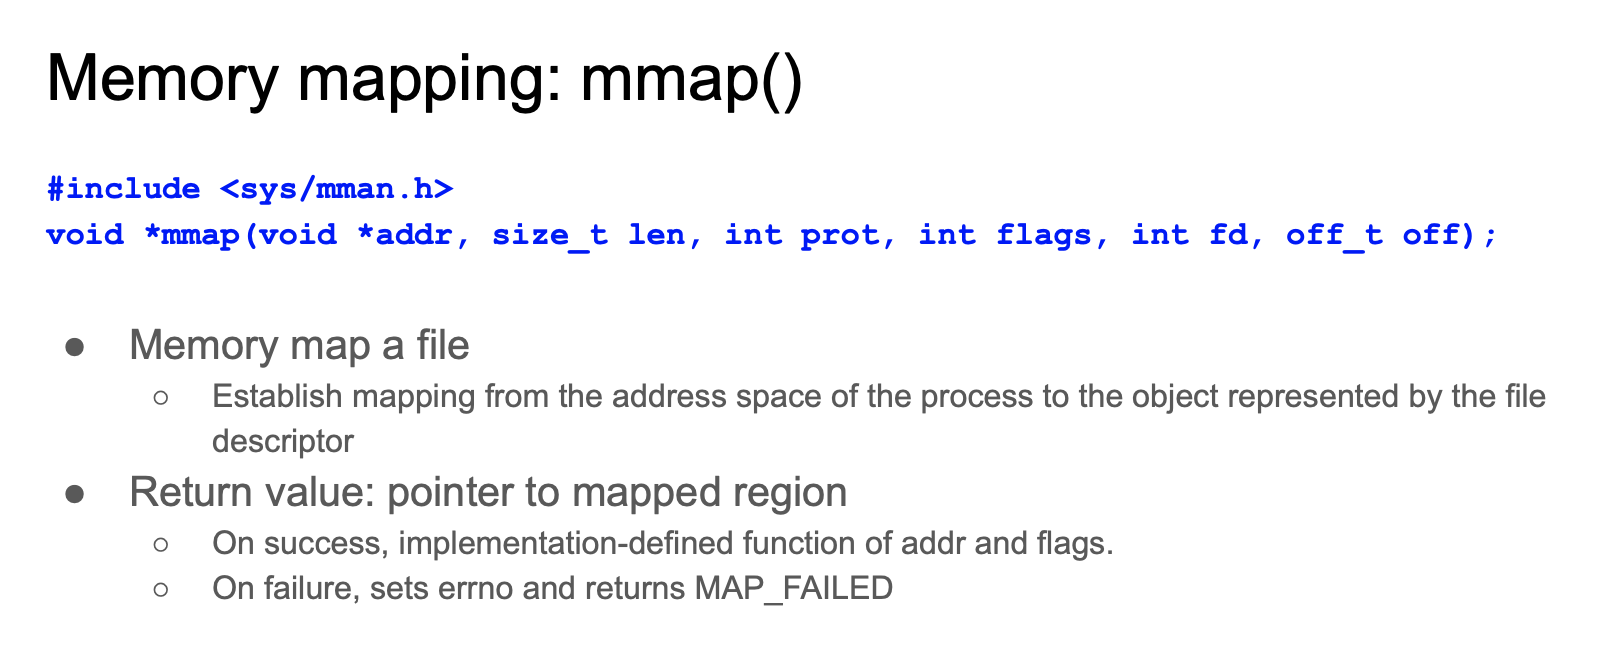 Memory mapping: mmap()
#include <sys/mman.h>
void *mmap(void *addr, size_t len, int prot, int flags, int fd, off_t off);
● Memory map a file
○ Establish mapping from the address space of the process to the object represented by the file
descriptor
● Return value: pointer to mapped region
○ On success, implementation-defined function of addr and flags.
○ On failure, sets errno and returns MAP_FAILED